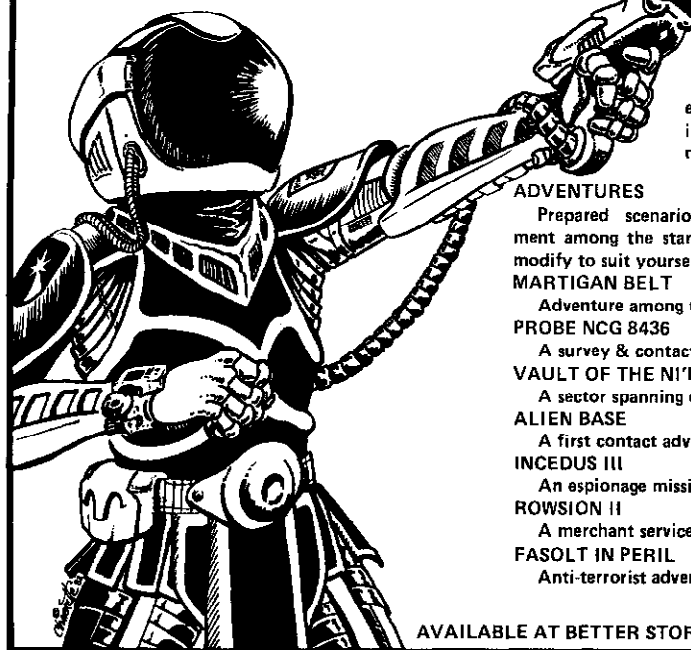 ADVENTURES
Prepared scenario
ment among the star
modify to suit yourse
MARTIGAN BELT
Adventure among
PROBE NCG 8436
A survey & contac
VAULT OF THE NI'
A sector spanning
ALIEN BASE
A first contact adv
INCEDUS III
An espionage missi
ROWSION II
A merchant service
FASOLT IN PERIL
Anti-terrorist adver
AVAILABLE AT BETTER STOR